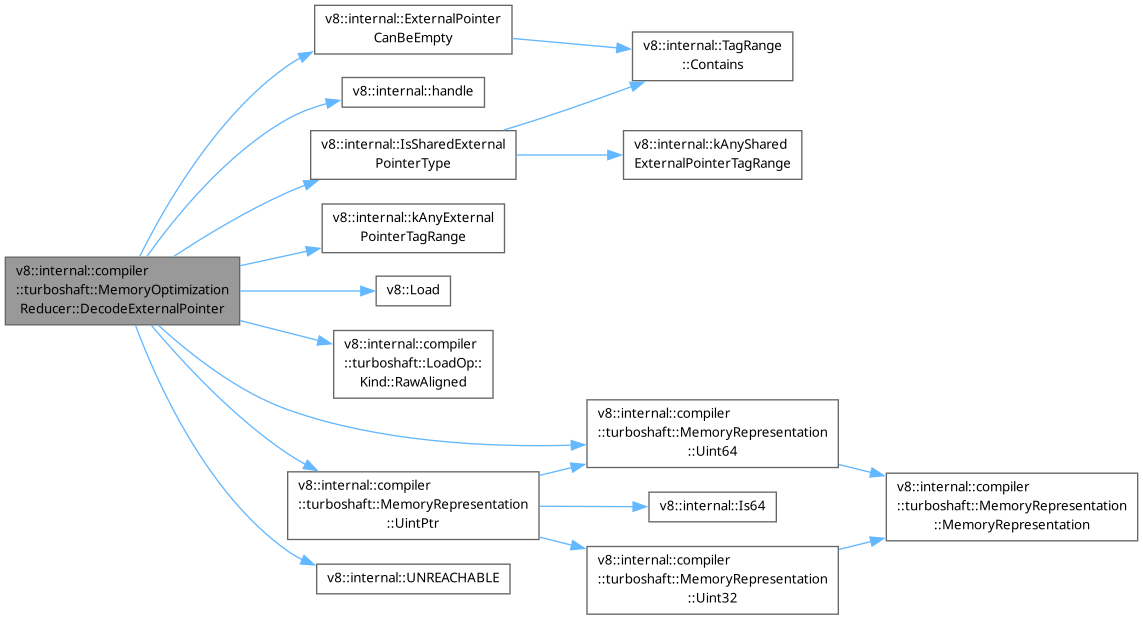 v8::internal::ExternalPointer
CanBeEmpty
v8::internal::TagRange
::Contains
v8::internal::handle
v8::internal::IsSharedExternal
PointerType
v8::internal::kAnyShared
ExternalPointerTagRange
v8::internal::kAnyExternal
PointerTagRange
v8::internal::compiler
::turboshaft::MemoryOptimization
Reducer::DecodeExternalPointer
v8::Load
v8::internal::compiler
::turboshaft::LoadOp::
Kind::RawAligned
v8::internal::compiler
::turboshaft::MemoryRepresentation
::Uint64
v8::internal::compiler
::turboshaft::MemoryRepresentation
::UintPtr
v8::internal::Is64
v8::internal::compiler
::turboshaft::MemoryRepresentation
::MemoryRepresentation
v8::internal::compiler
::turboshaft::MemoryRepresentation
::Uint32
v8::internal::UNREACHABLE